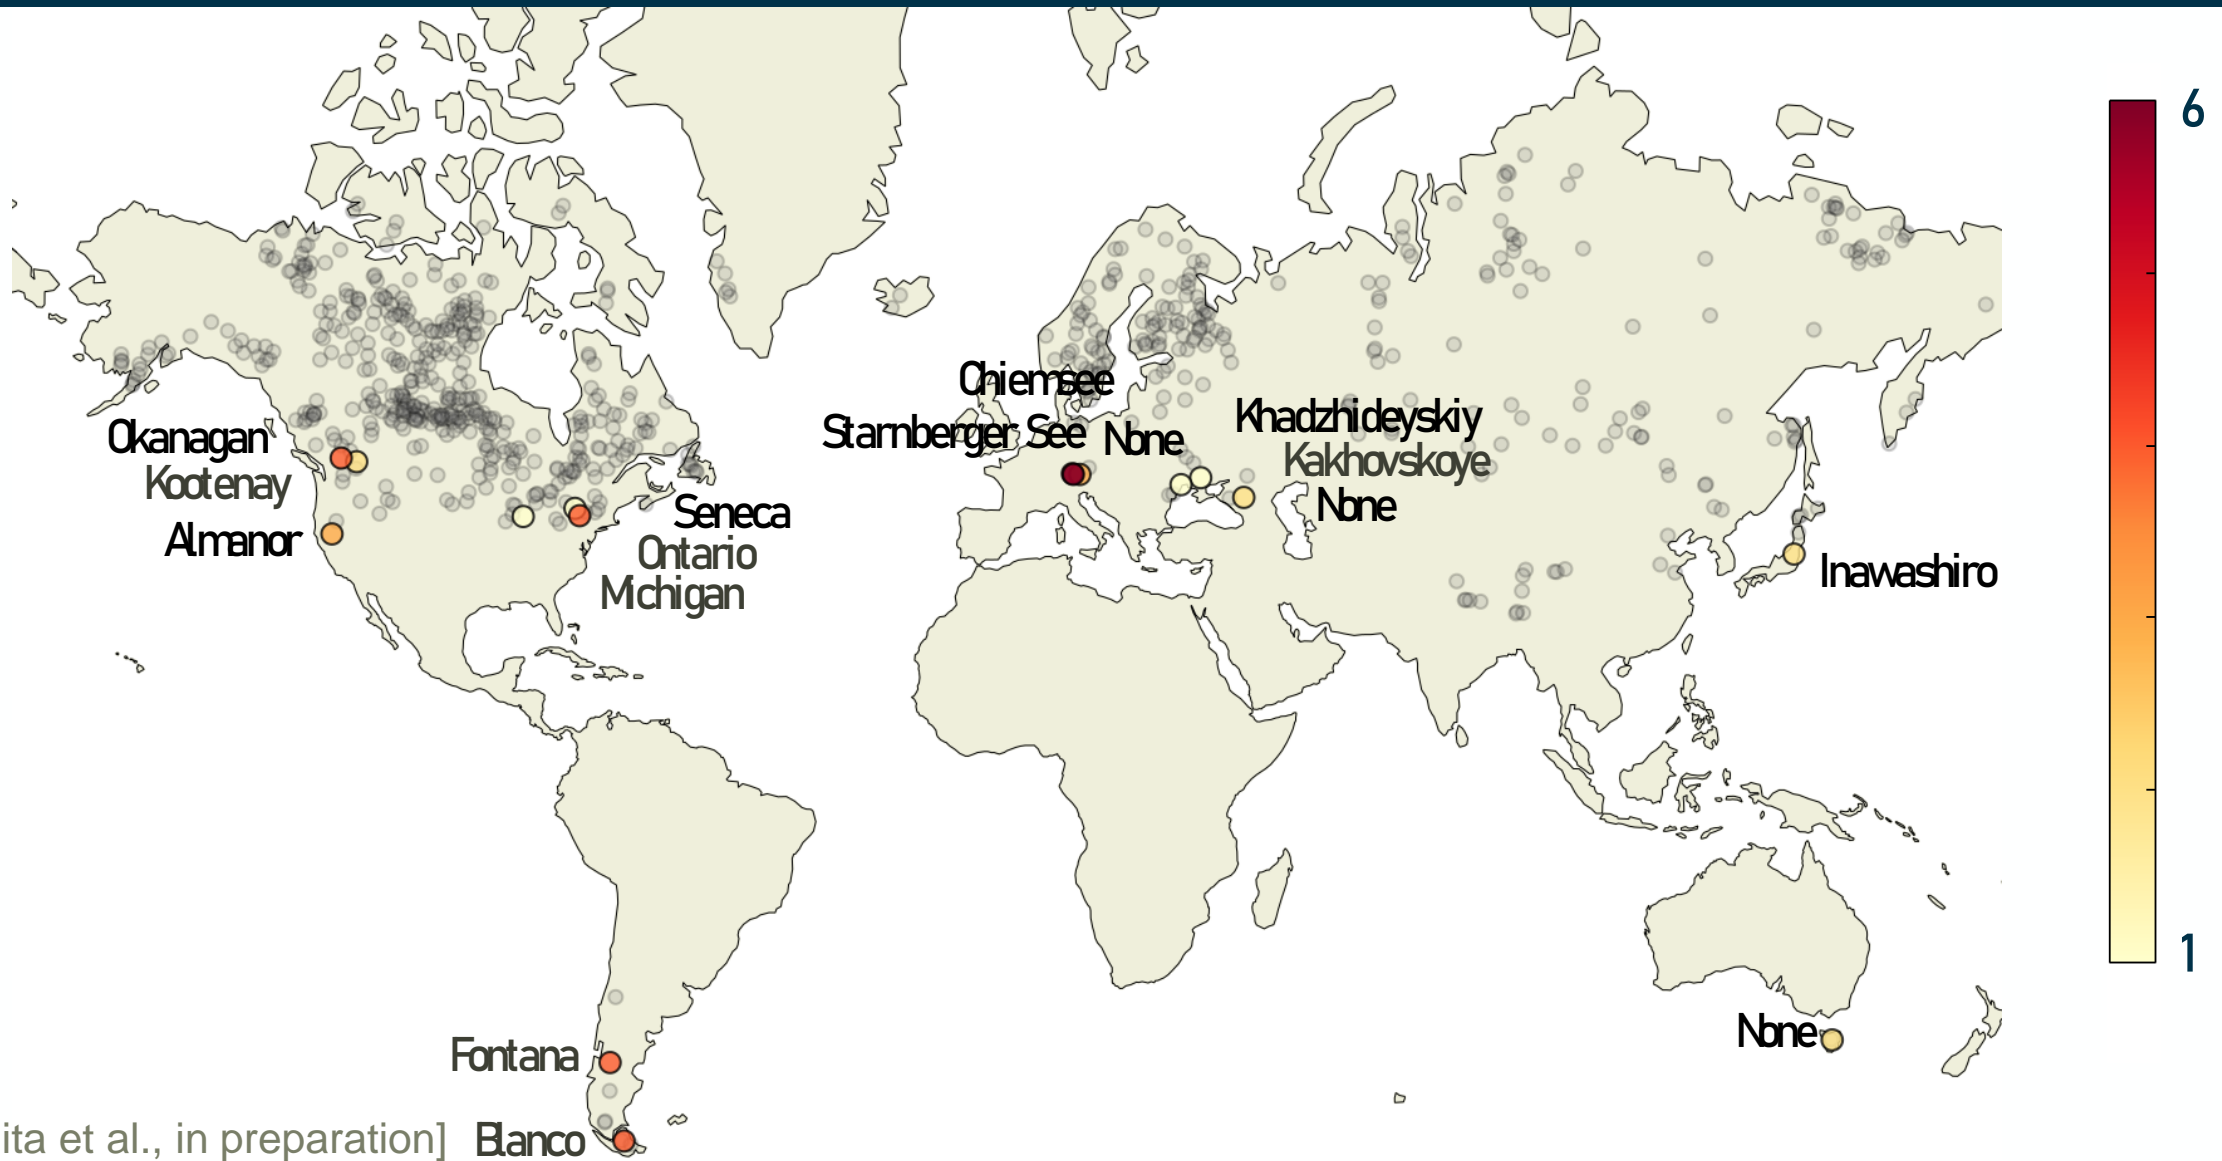 6
Chiemsee
Okanagan
Starnberger See
None
Khadzhideyskiy
Kootenay
Kakhovskoye
None
Almanor
Seneca
Ontario
Michigan
Inawashiro
1
None
Fontana
ita et al., in preparation]
Blanco